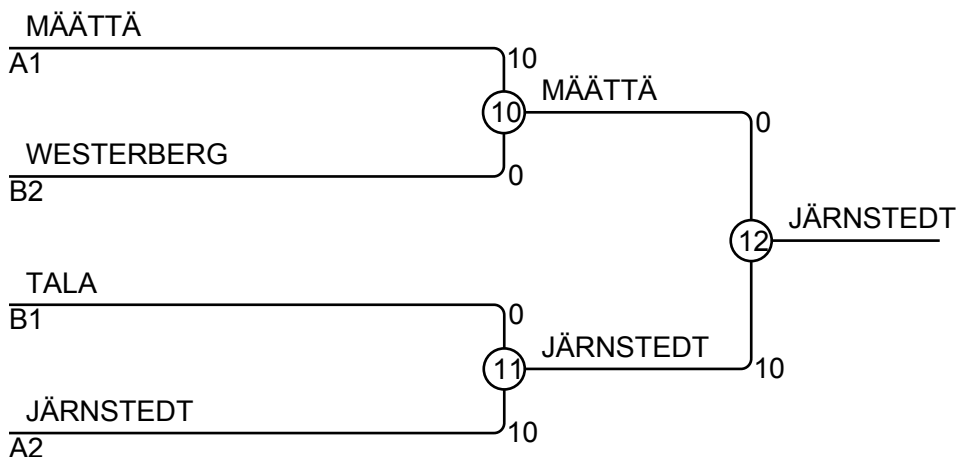 MÄÄTTÄ
A1
10
10
MÄÄTTÄ
0
WESTERBERG
B2
0
JÄRNSTEDT
12
TALA
B1
0
JÄRNSTEDT
11
10
JÄRNSTEDT
A2
10